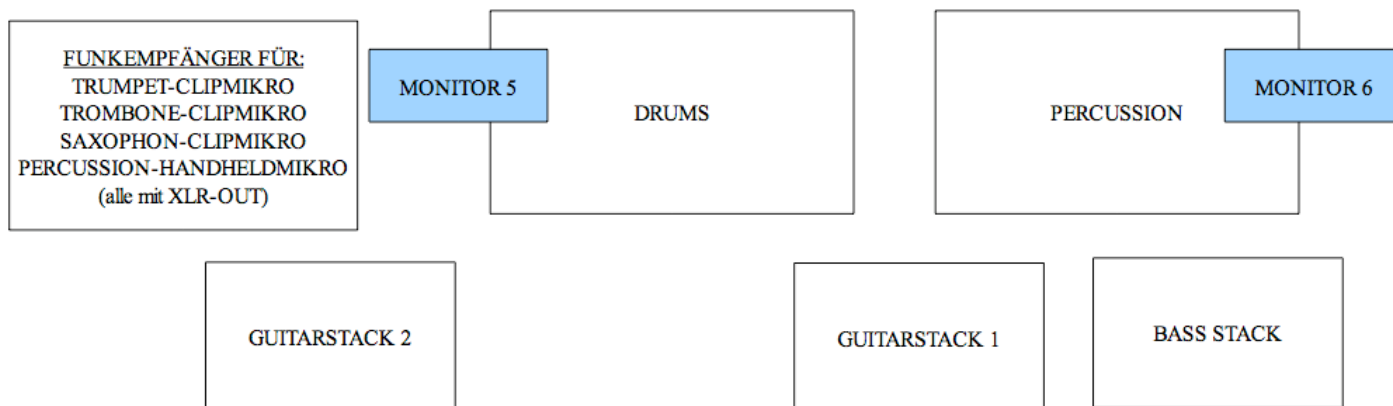 FUNKEMPFÄNGER FÜR:
TRUMPET-CLIPMIKRO
TROMBONE-CLIPMIKRO
SAXOPHON-CLIPMIKRO
PERCUSSION-HANDHELDMIKRO
(alle mit XLR-OUT)
MONITOR 5
DRUMS
PERCUSSION
MONITOR 6
GUITARSTACK 2
GUITARSTACK 1
BASS STACK